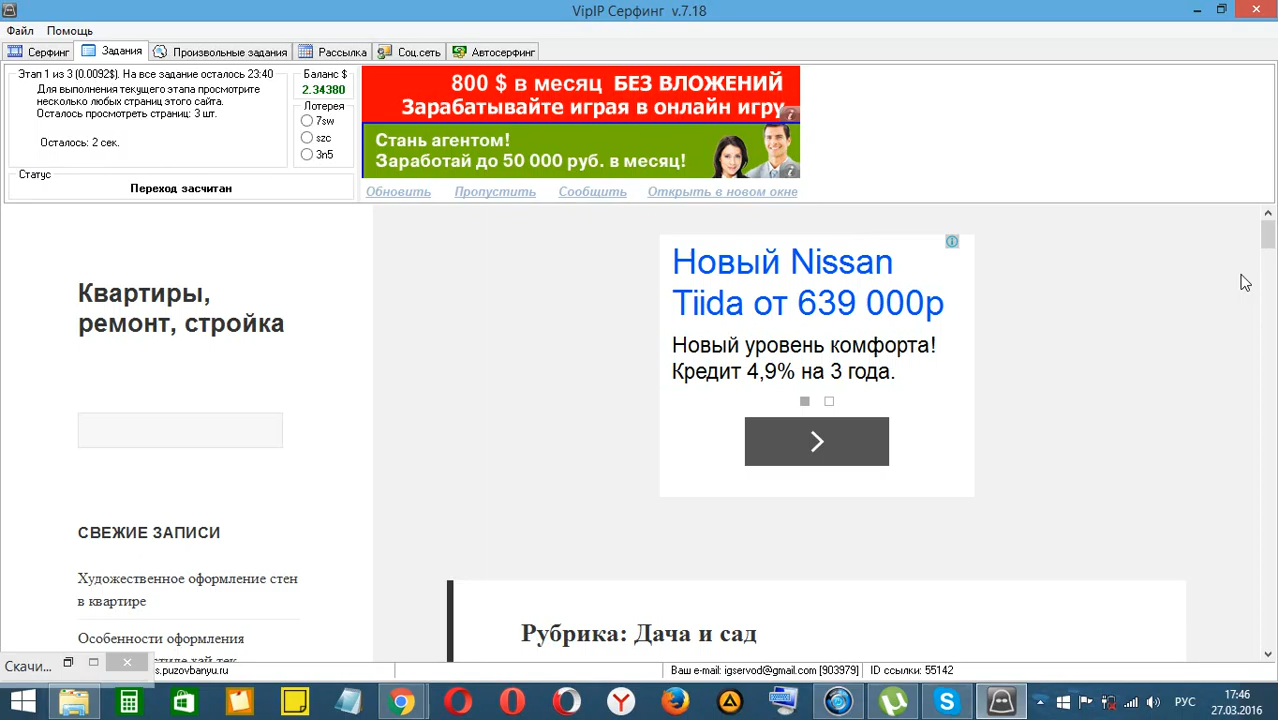 VipIP Серфинг v.7.18
Файл Помощь
Серфинг Задания Произвольные задания Рассылка Соц.сеть Автосерфинг
Этап 1 из 3 (0.0092$). На все задание осталось 23:40
Для выполнения текущего этапа просмотрите
несколько любых страниц этого сайта.
Осталось просмотреть страниц: 3 шт.
Осталось: 2 сек.
Статус
Переход засчитан
Баланс $
2.34380
Лотерея
7sw
szc
3n5
800 $ в месяц БЕЗ ВЛОЖЕНИЙ
Зарабатывайте играя в онлайн игру
Стань агентом!
Заработай до 50 000 руб. в месяц!
Обновить Пропустить Сообщить Открыть в новом окне
Квартиры,
ремонт, стройка
СВЕЖИЕ ЗАПИСИ
Художественное оформление стен
в квартире
Особенности оформления
стиле хай тек
Новый Nissan
Tiida от 639 000р
Новый уровень комфорта!
Кредит 4,9% на 3 года.
Рубрика: Дача и сад
Скачи...
s.puzovbanyu.ru
Ваш e-mail: igservod@gmail.com [903979]
ID ссылки: 55142
РУС
17:46
27.03.2016